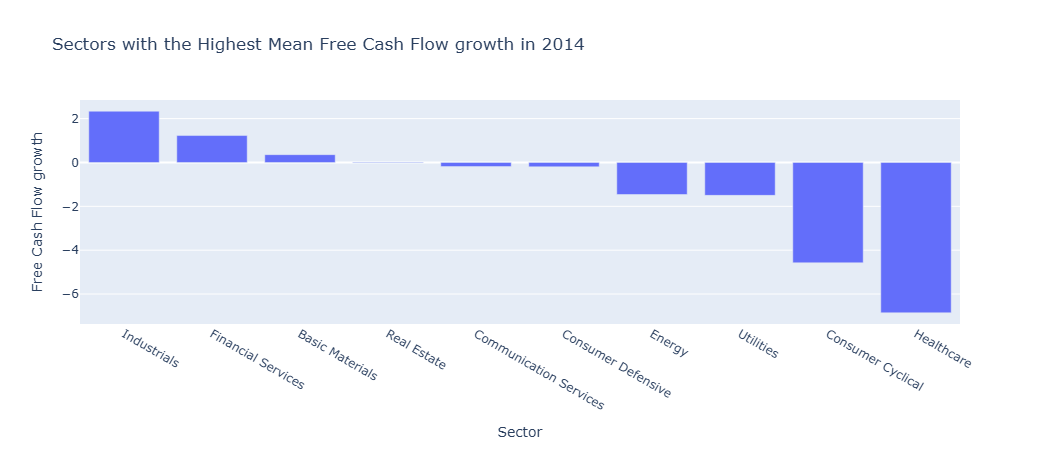 Sectors with the Highest Mean Free Cash Flow growth in 2014
Free Cash Flow growth
2
0
−2
−4
−6
Industrials
Financial Services
Basic Materials
Real Estate
Communication Services
Consumer Defensive
Energy
Utilities
Consumer Cyclical
Healthcare
Sector